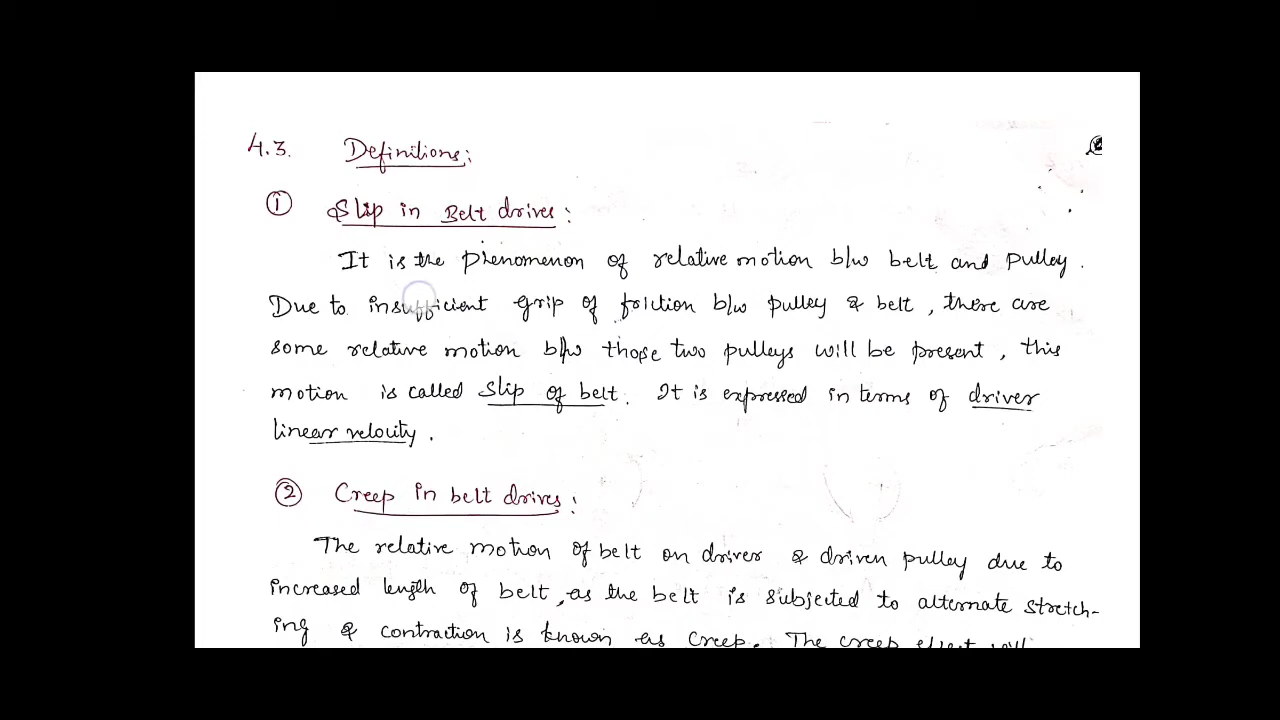 4.3. Definitions:
① Slip in Belt drives:
It is the phenomenon of relative motion b/w belt and pulley.
Due to insufficient grip of friction b/w pulley & belt, there are
some relative motion b/w those two pulleys will be present, this
motion is called slip of belt. It is expressed in terms of driver
linear velocity.
② Creep in belt drives:
The relative motion of belt on driver & driven pulley due to
increased length of belt, as the belt is subjected to alternate stretch-
ing & contraction is known as creep. The creep effect will